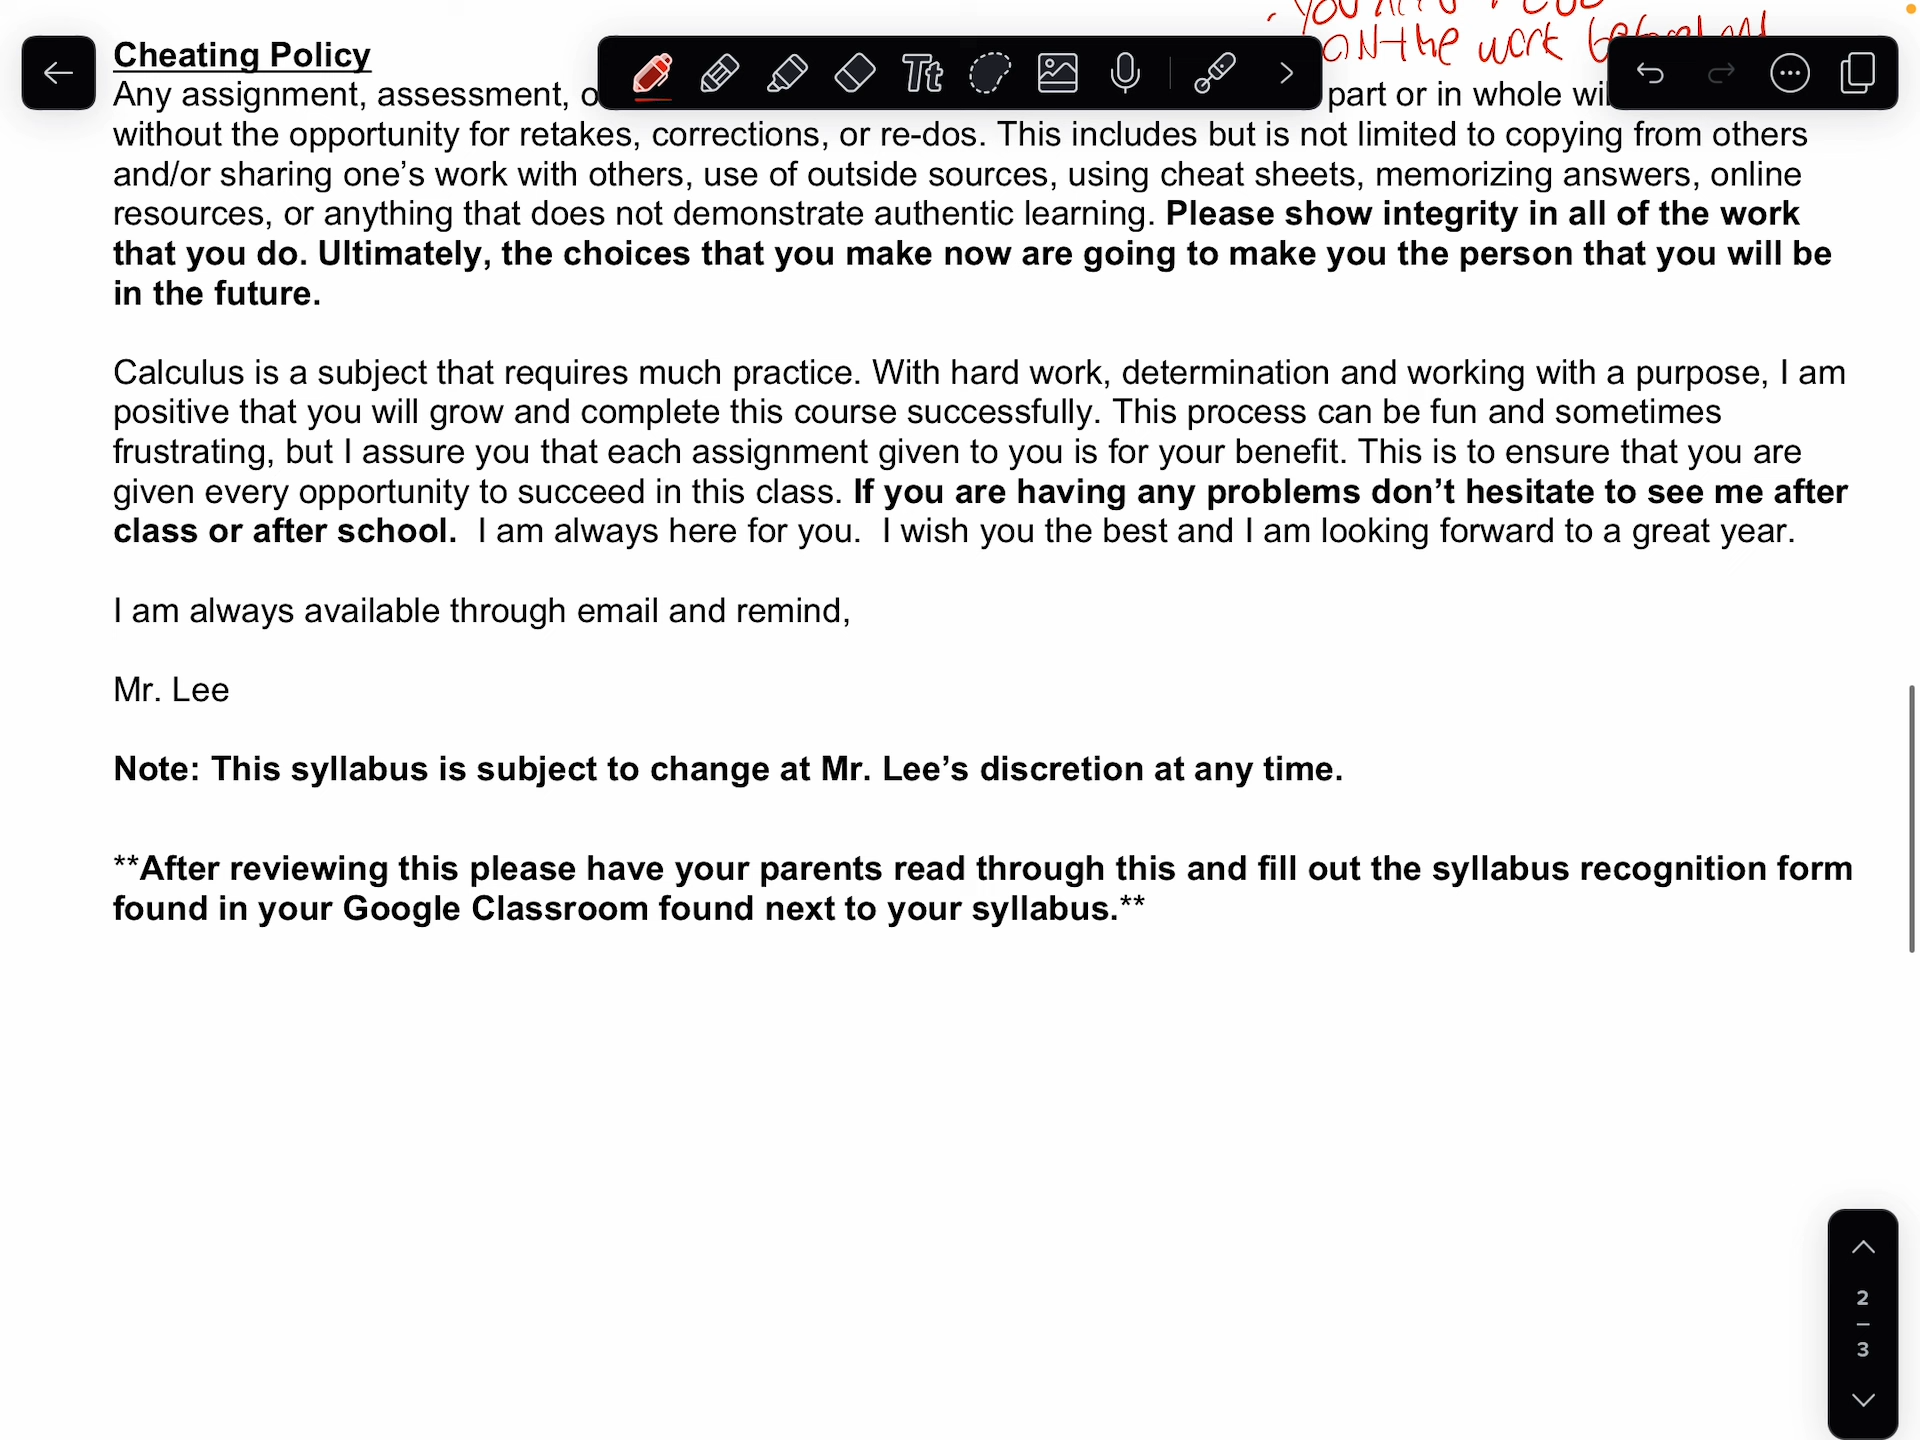 on the work
Cheating Policy
Tt
Any assignment, assessment, part or in whole
without the opportunity for retakes, corrections, or re-dos. This includes but is not limited to copying from others
and/or sharing one’s work with others, use of outside sources, using cheat sheets, memorizing answers, online
resources, or anything that does not demonstrate authentic learning. Please show integrity in all of the work
that you do. Ultimately, the choices that you make now are going to make you the person that you will be
in the future.
Calculus is a subject that requires much practice. With hard work, determination and working with a purpose, I am
positive that you will grow and complete this course successfully. This process can be fun and sometimes
frustrating, but I assure you that each assignment given to you is for your benefit. This is to ensure that you are
given every opportunity to succeed in this class. If you are having any problems don’t hesitate to see me after
class or after school.  I am always here for you.  I wish you the best and I am looking forward to a great year.
I am always available through email and remind,
Mr. Lee
Note: This syllabus is subject to change at Mr. Lee’s discretion at any time.
**After reviewing this please have your parents read through this and fill out the syllabus recognition form
found in your Google Classroom found next to your syllabus.**
2
3